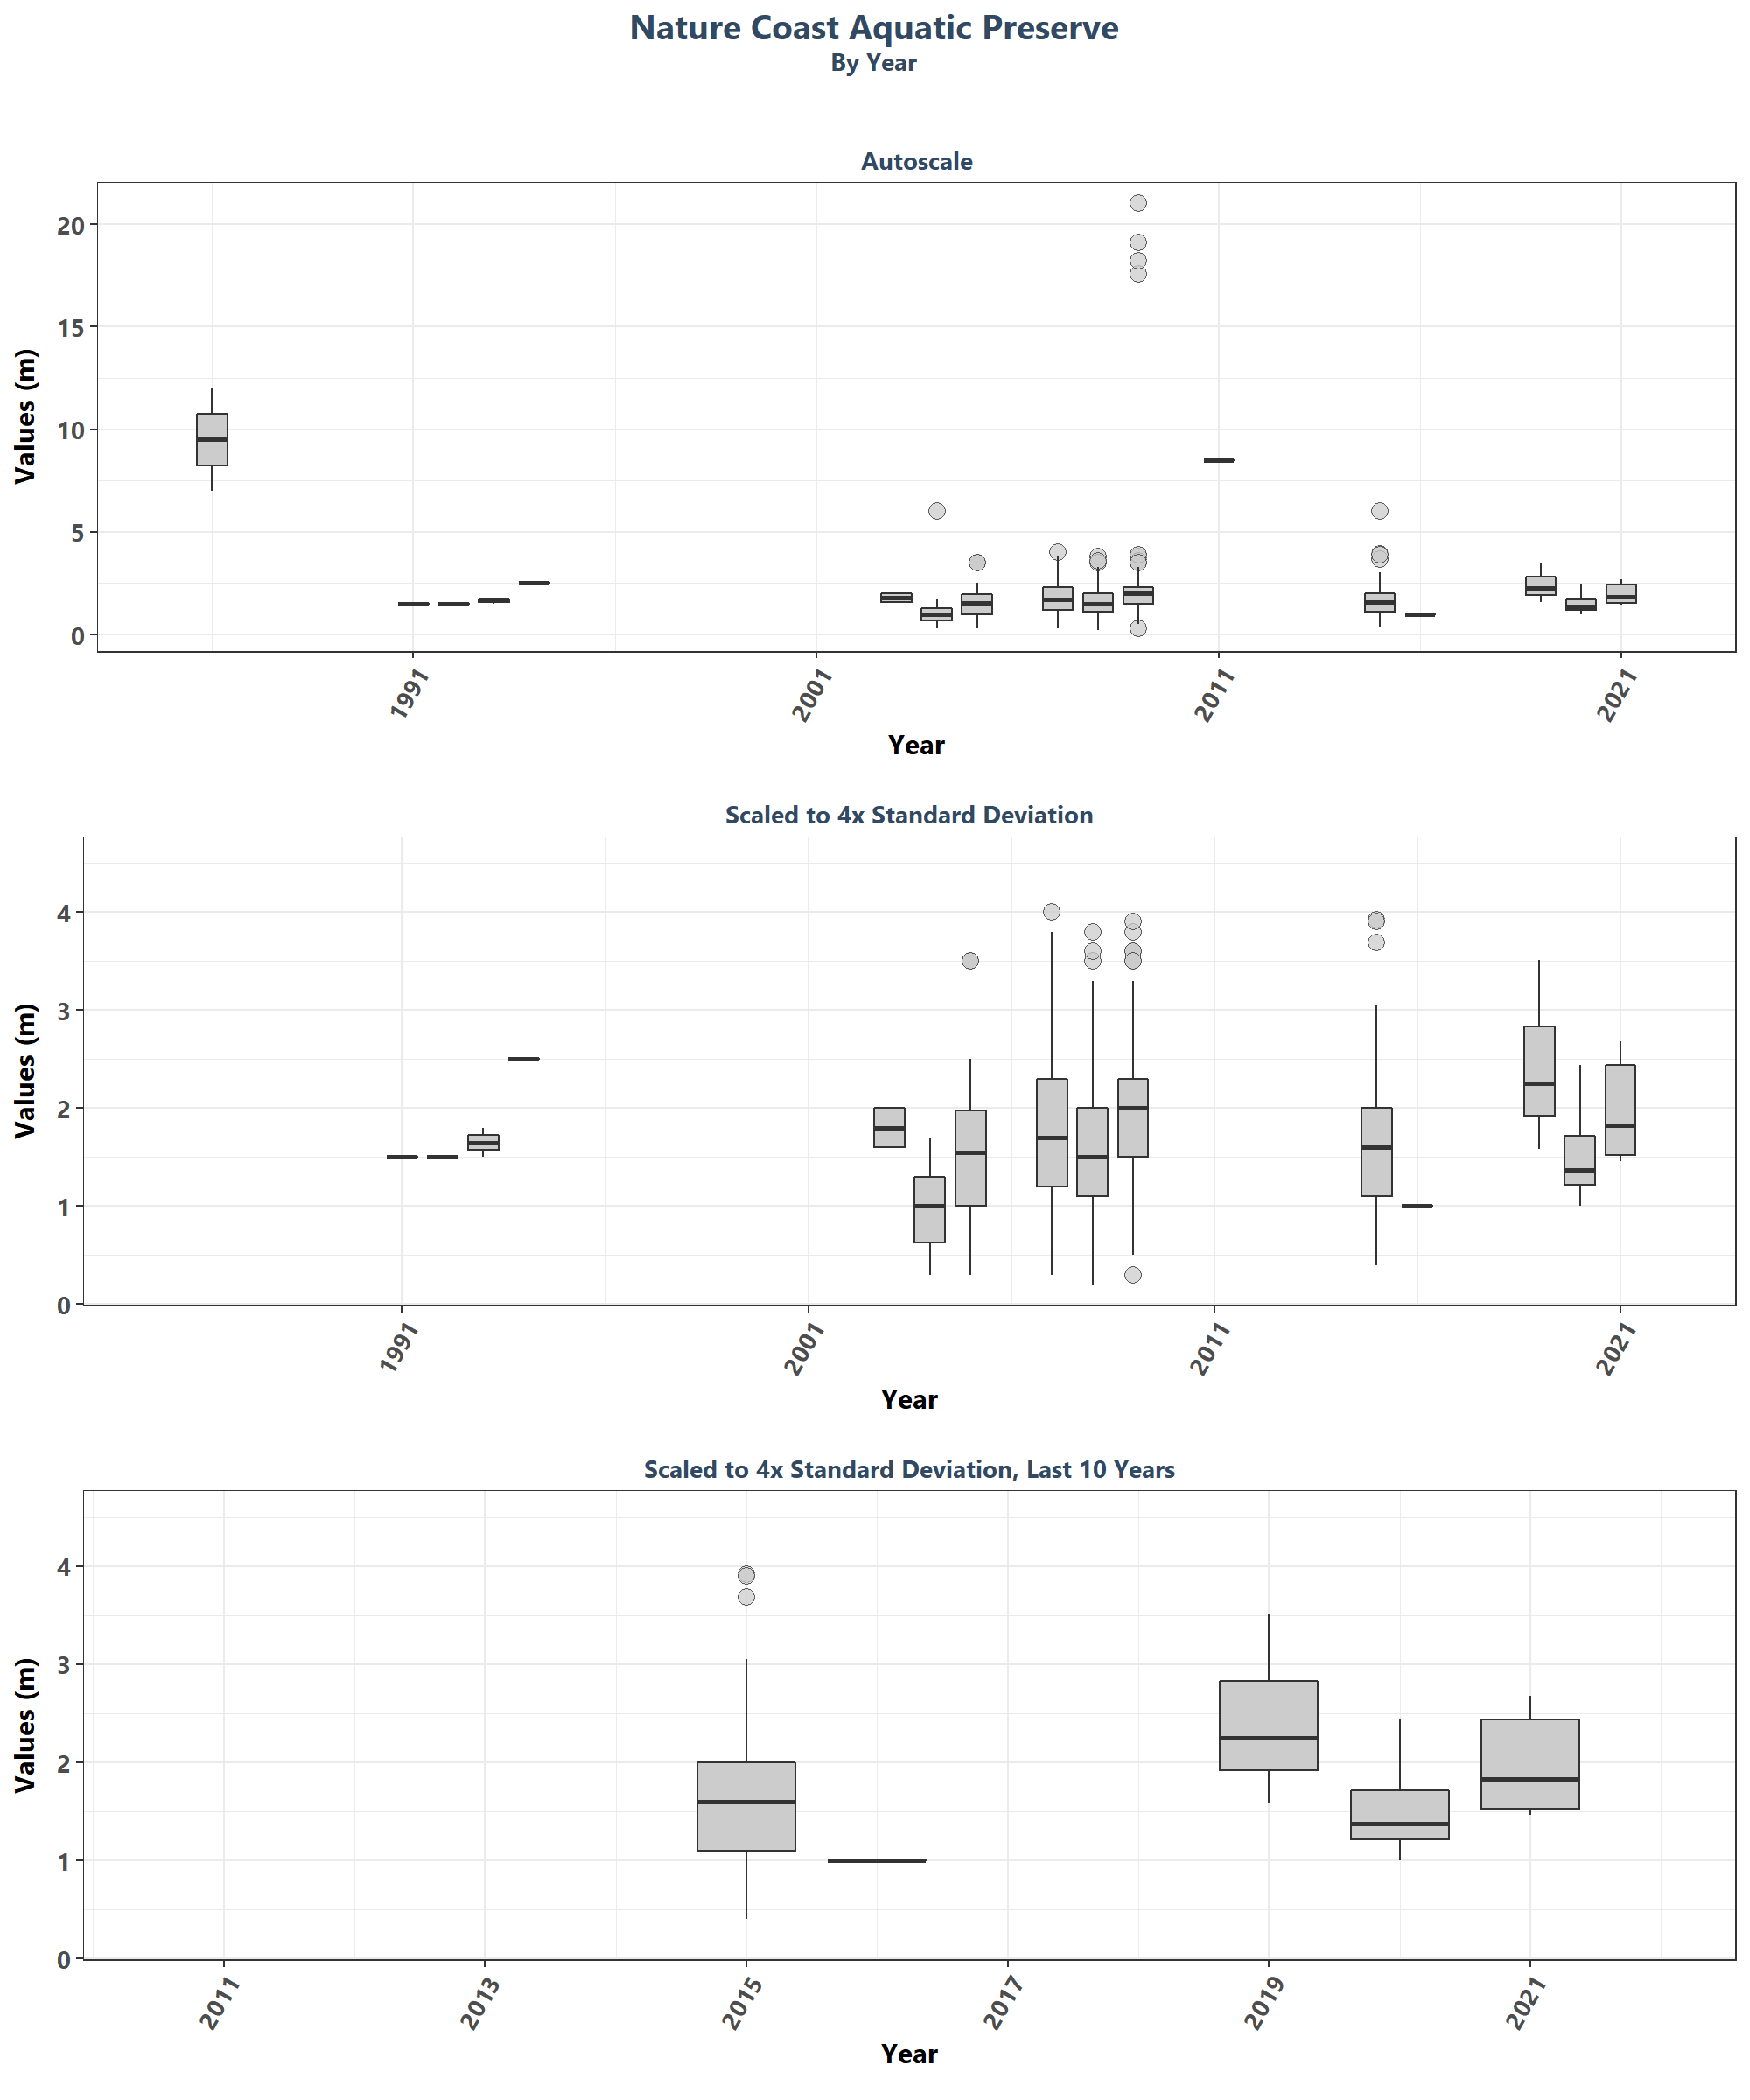 Nature Coast Aquatic Preserve
By Year
Autoscale
Values (m)
20
15
10
5
0
1991
2001
2011
2021
Year
Scaled to 4x Standard Deviation
Values (m)
4
3
2
1
0
1991
2001
2011
2021
Year
Scaled to 4x Standard Deviation, Last 10 Years
Values (m)
4
3
2
1
0
2011
2013
2015
2017
2019
2021
Year